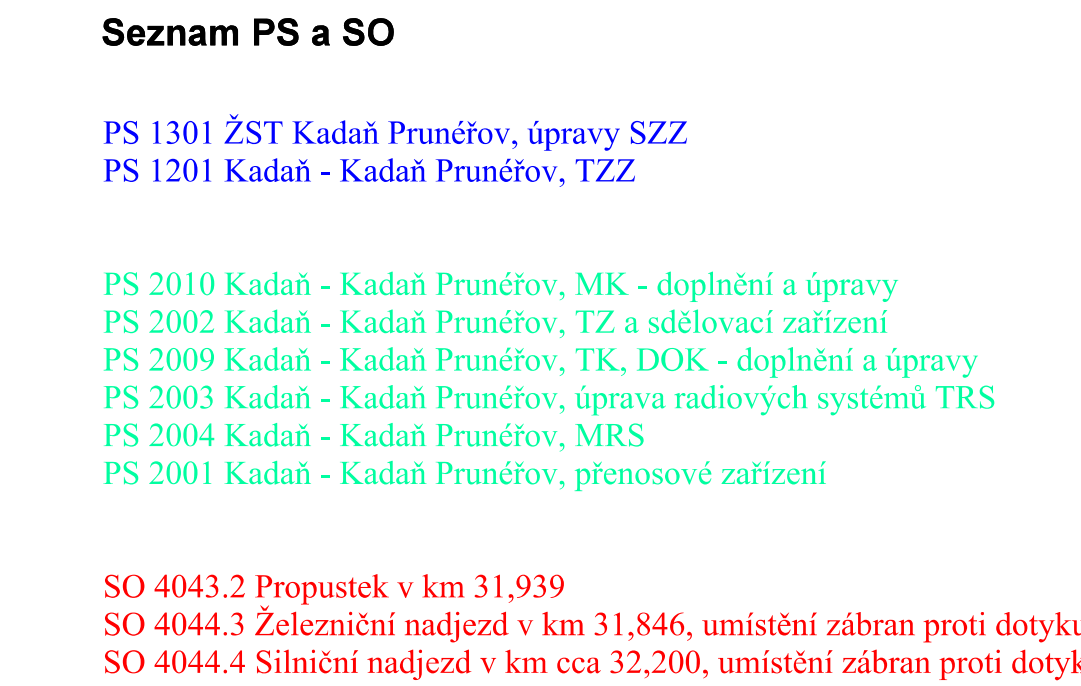 Seznam PS a SO
PS 1301 ŽST Kadaň Prunéřov, úpravy SZZ
PS 1201 Kadaň - Kadaň Prunéřov, TZZ
PS 2010 Kadaň - Kadaň Prunéřov, MK - doplnění a úpravy
PS 2002 Kadaň - Kadaň Prunéřov, TZ a sdělovací zařízení
PS 2009 Kadaň - Kadaň Prunéřov, TK, DOK - doplnění a úpravy
PS 2003 Kadaň - Kadaň Prunéřov, úprava radiových systémů TRS
PS 2004 Kadaň - Kadaň Prunéřov, MRS
PS 2001 Kadaň - Kadaň Prunéřov, přenosové zařízení
SO 4043.2 Propustek v km 31,939
SO 4044.3 Železniční nadjezd v km 31,846, umístění zábran proti dotyku
SO 4044.4 Silniční nadjezd v km cca 32,200, umístění zábran proti